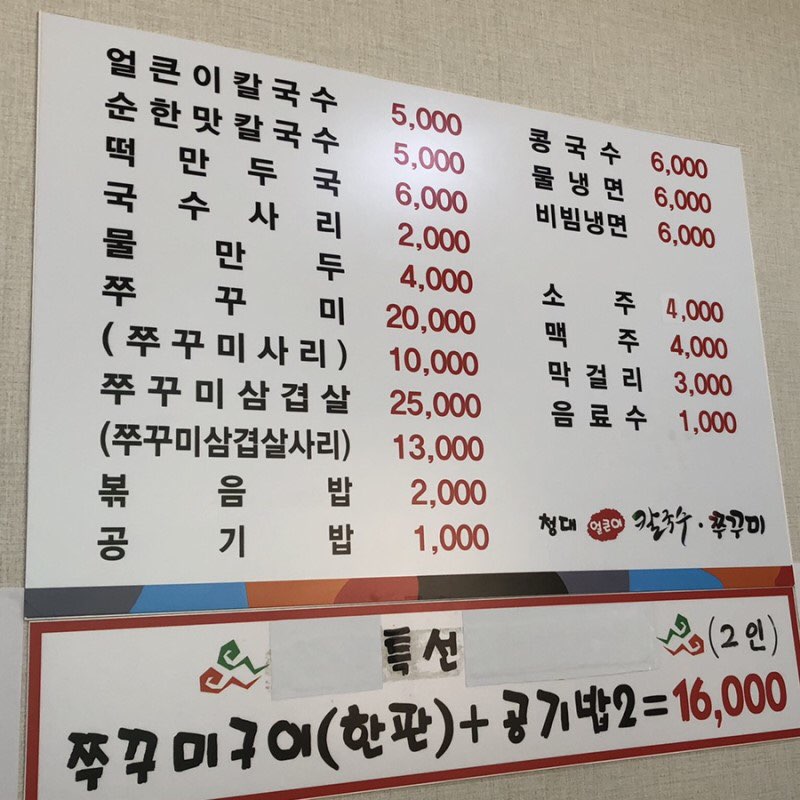 얼큰이칼국수 5,000
순한맛칼국수 5,000
떡만두국 6,000
국수사리 2,000
물만두 4,000
쭈꾸미 20,000
(쭈꾸미사리) 10,000
쭈꾸미삼겹살 25,000
(쭈꾸미삼겹살사리) 13,000
볶음밥 2,000
공기밥 1,000
콩국수 6,000
물냉면 6,000
비빔냉면 6,000
소주 4,000
맥주 4,000
막걸리 3,000
음료수 1,000
청대 얼큰이 칼국수·쭈꾸미
특선 (2인)
쭈꾸미구이(한판)+공기밥2=16,000